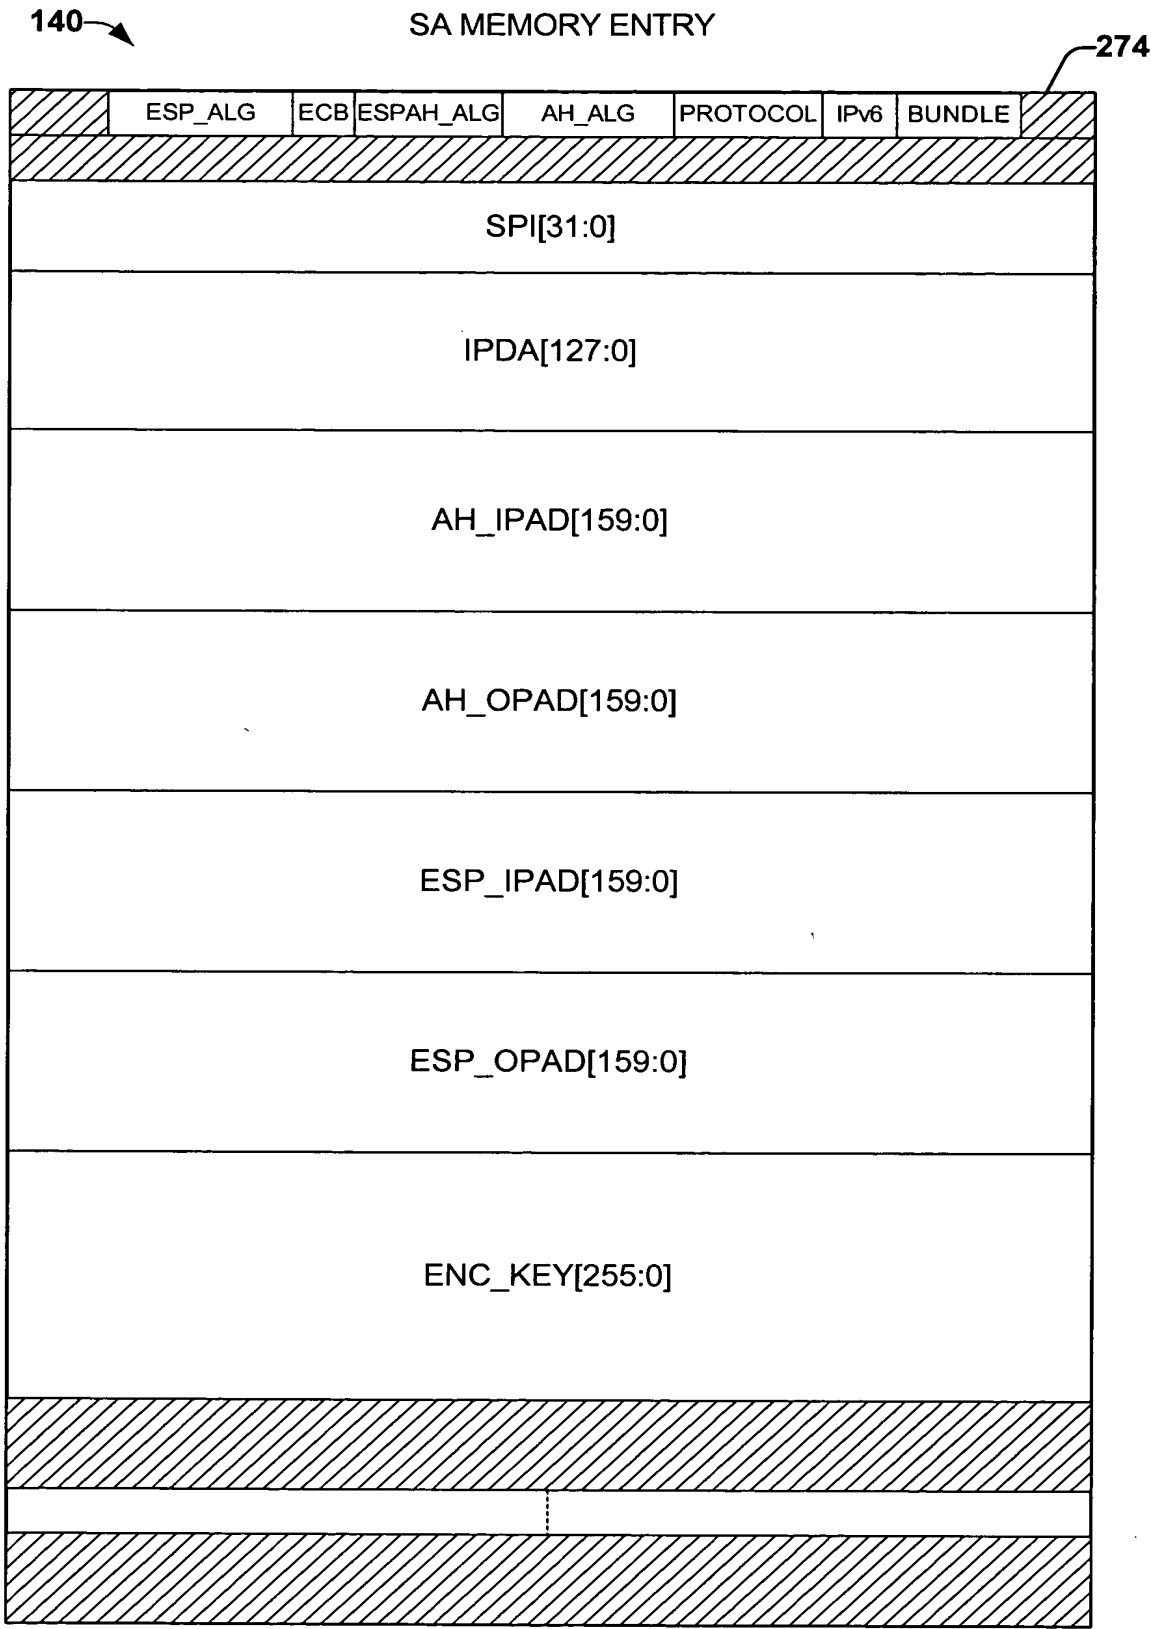 140
SA MEMORY ENTRY
274
ESP_ALG ECB ESPAH_ALG AH_ALG PROTOCOL IPv6 BUNDLE
SPI[31:0]
IPDA[127:0]
AH_IPAD[159:0]
AH_OPAD[159:0]
ESP_IPAD[159:0]
ESP_OPAD[159:0]
ENC_KEY[255:0]